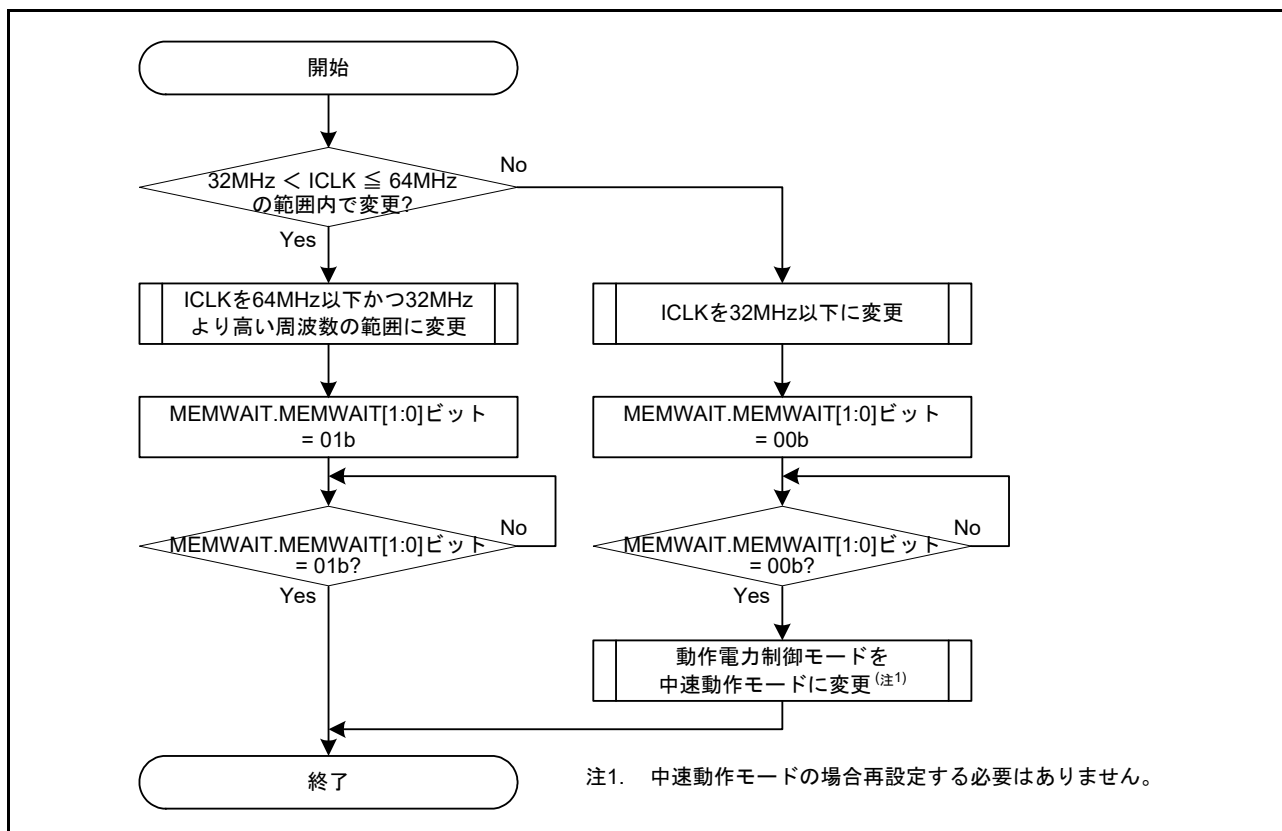 開始
32MHz < ICLK ≦ 64MHz
の範囲内で変更?
No
Yes
ICLKを64MHz以下かつ32MHz
より高い周波数の範囲に変更
ICLKを32MHz以下に変更
MEMWAIT.MEMWAIT[1:0]ビット
= 01b
MEMWAIT.MEMWAIT[1:0]ビット
= 00b
MEMWAIT.MEMWAIT[1:0]ビット
= 01b?
No
Yes
MEMWAIT.MEMWAIT[1:0]ビット
= 00b?
No
Yes
動作電力制御モードを
中速動作モードに変更(注1)
終了
注1. 中速動作モードの場合再設定する必要はありません。